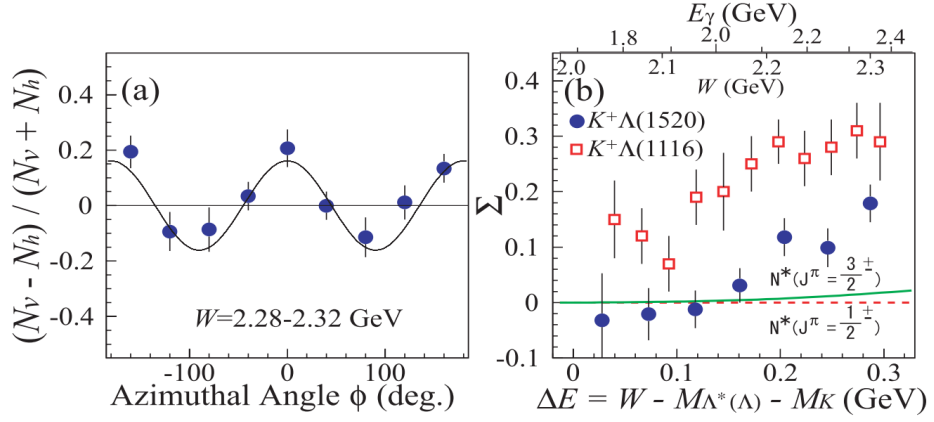 (a)
(Nv - Nh) / (Nv + Nh)
0.4
0.2
0
-0.2
-0.4
W=2.28-2.32 GeV
-100 0 100
Azimuthal Angle ϕ (deg.)
Eγ (GeV)
1.8 2.0 2.2 2.4
2.0 2.1 2.2 2.3
W (GeV)
(b)
K⁺Λ(1520)
K⁺Λ(1116)
Σ
0.4
0.3
0.2
0.1
0
-0.1
N*(Jπ = 3/2 ±)
N*(Jπ = 1/2 ±)
0 0.1 0.2 0.3
ΔE = W - MΛ*(Λ) - MK (GeV)